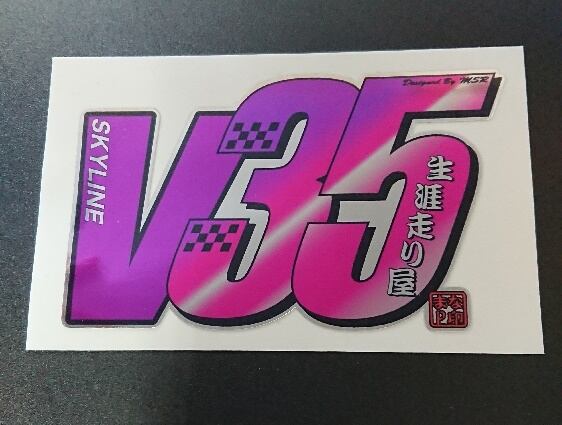 Designed By MSR
SKYLINE
V35
生涯走り屋